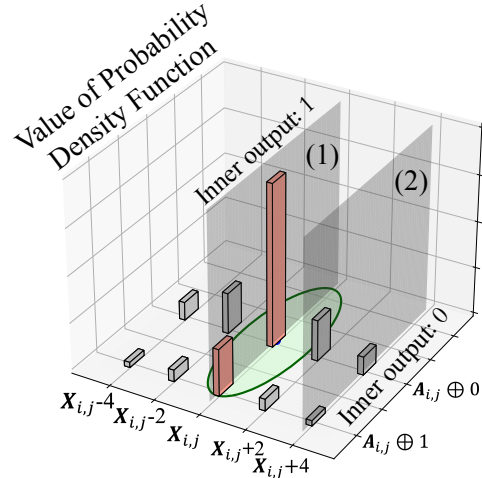 Value of Probability
Density Function
Inner output: 1
(1)
(2)
Inner output: 0
X_{i,j}-4
X_{i,j}-2
X_{i,j}
X_{i,j}+2
X_{i,j}+4
A_{i,j} ⊕ 0
A_{i,j} ⊕ 1